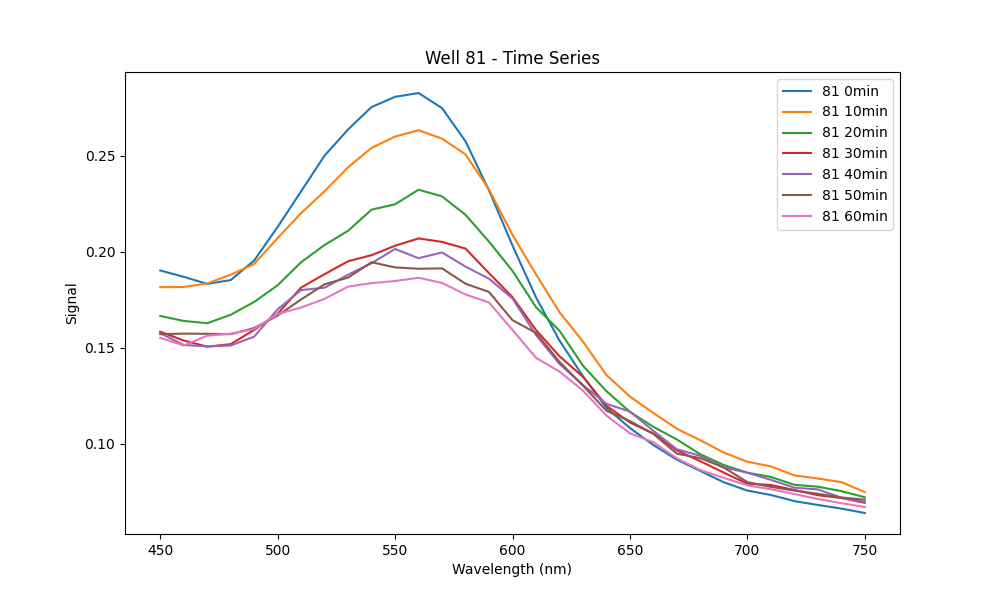 Well 81 - Time Series
81 0min
81 10min
81 20min
81 30min
81 40min
81 50min
81 60min
Signal
0.25
0.20
0.15
0.10
450 500 550 600 650 700 750
Wavelength (nm)